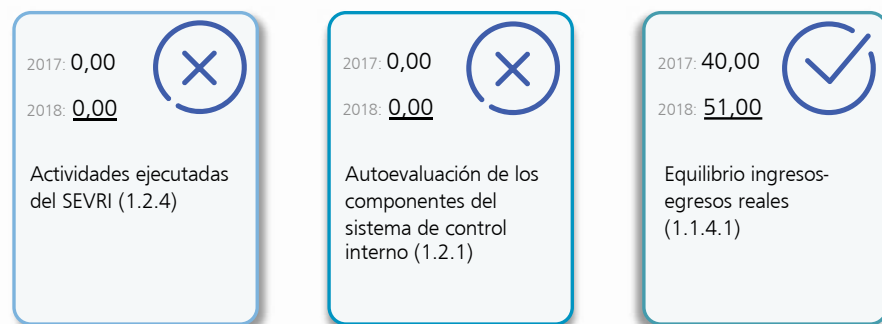 2017: 0,00
2018: 0,00
Actividades ejecutadas
del SEVRI (1.2.4)
2017: 0,00
2018: 0,00
Autoevaluación de los
componentes del
sistema de control
interno (1.2.1)
2017: 40,00
2018: 51,00
Equilibrio ingresos-
egresos reales
(1.1.4.1)